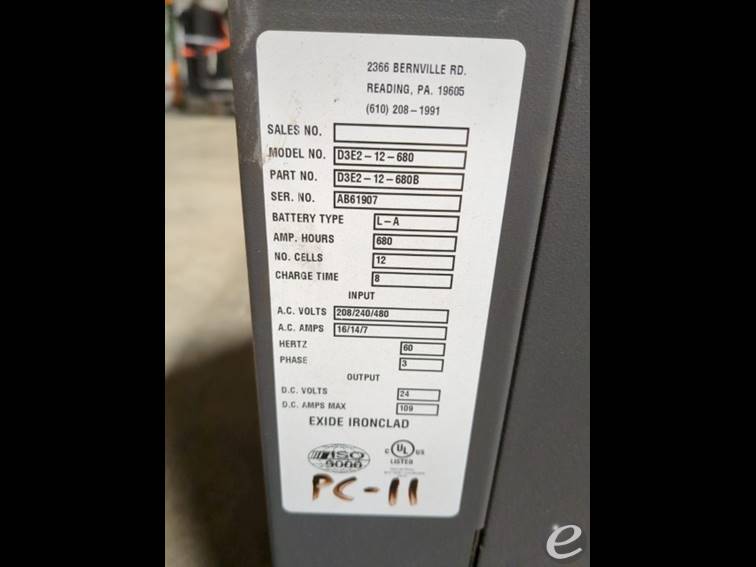 2366 BERNVILLE RD.
READING, PA. 19605
(610) 208-1991
SALES NO.
MODEL NO. D3E2-12-680
PART NO. D3E2-12-680B
SER. NO. AB61907
BATTERY TYPE L-A
AMP. HOURS 680
NO. CELLS 12
CHARGE TIME 8
INPUT
A.C. VOLTS 208/240/480
A.C. AMPS 16/14/7
HERTZ 60
PHASE 3
OUTPUT
D.C. VOLTS 24
D.C. AMPS MAX 109
EXIDE IRONCLAD
ISO
9000
C UL US
LISTED
PC-11
e